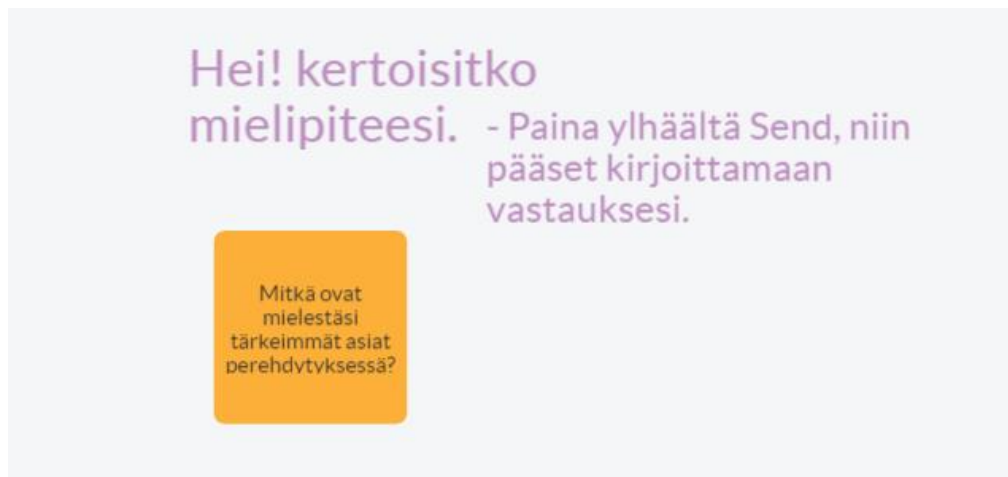 Hei! kertoisitko
mielipiteesi.
- Paina ylhäältä Send, niin
pääset kirjoittamaan
vastauksesi.
Mitkä ovat
mielestäsi
tärkeimmät asiat
perehdytyksessä?